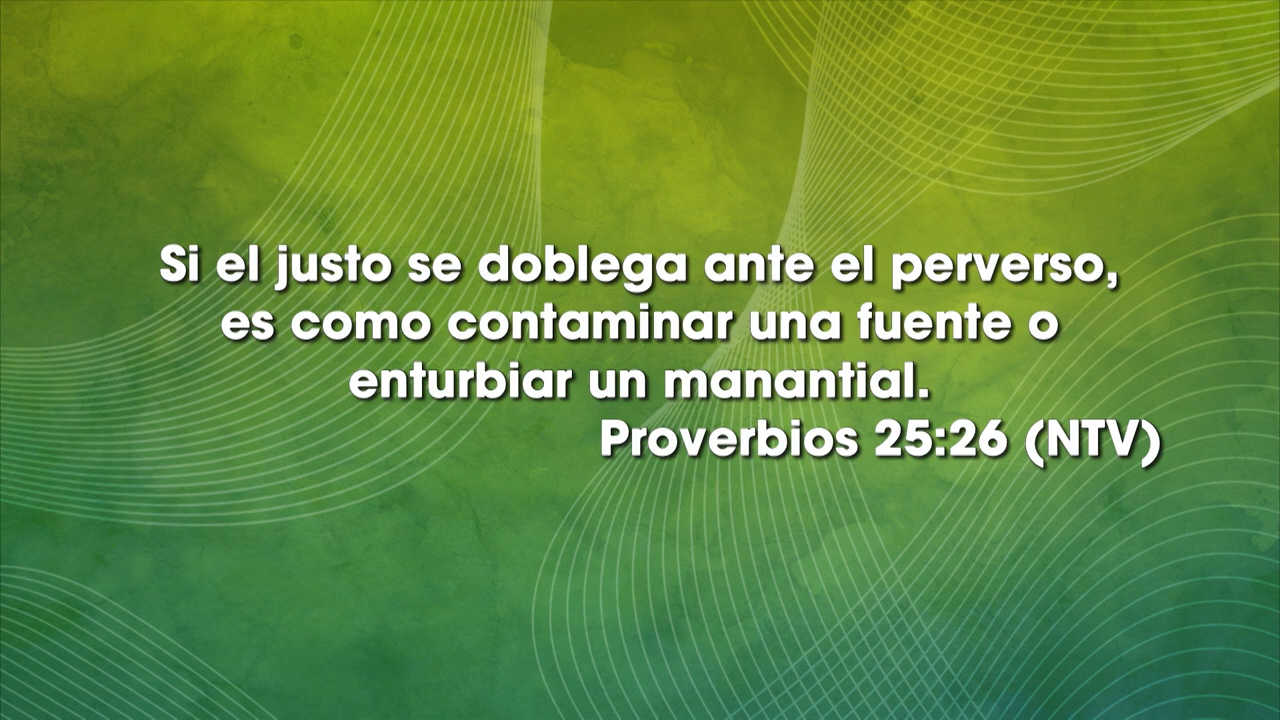 Si el justo se doblega ante el perverso,
es como contaminar una fuente o
enturbiar un manantial.
Proverbios 25:26 (NTV)